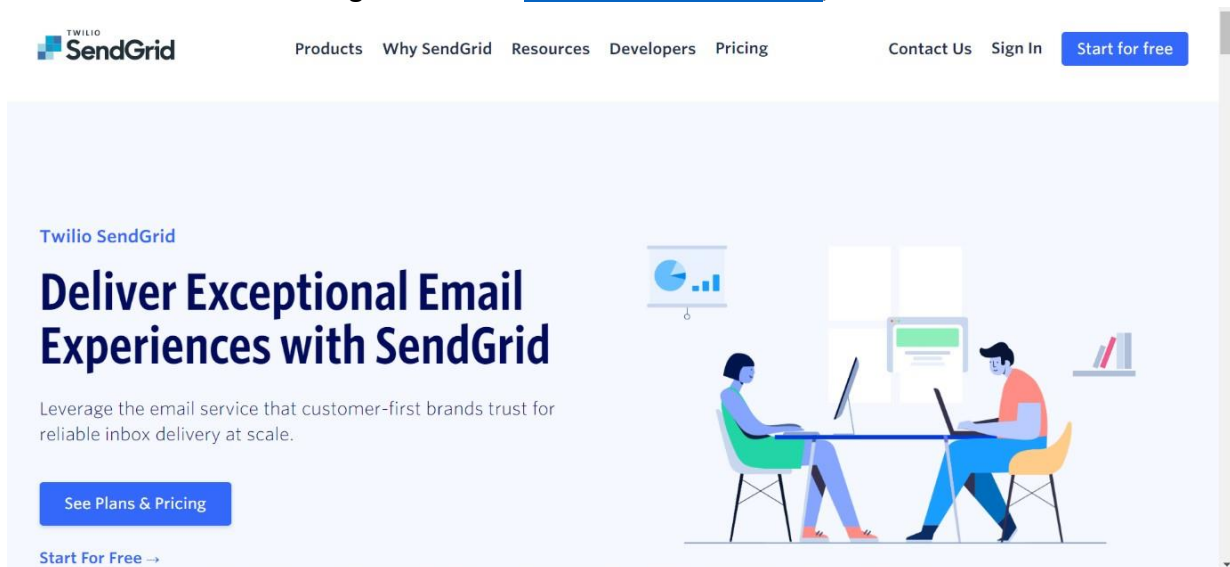 TWILIO
SendGrid
Products Why SendGrid Resources Developers Pricing Contact Us Sign In Start for free
Twilio SendGrid
Deliver Exceptional Email
Experiences with SendGrid
Leverage the email service that customer-first brands trust for
reliable inbox delivery at scale.
See Plans & Pricing
Start For Free →